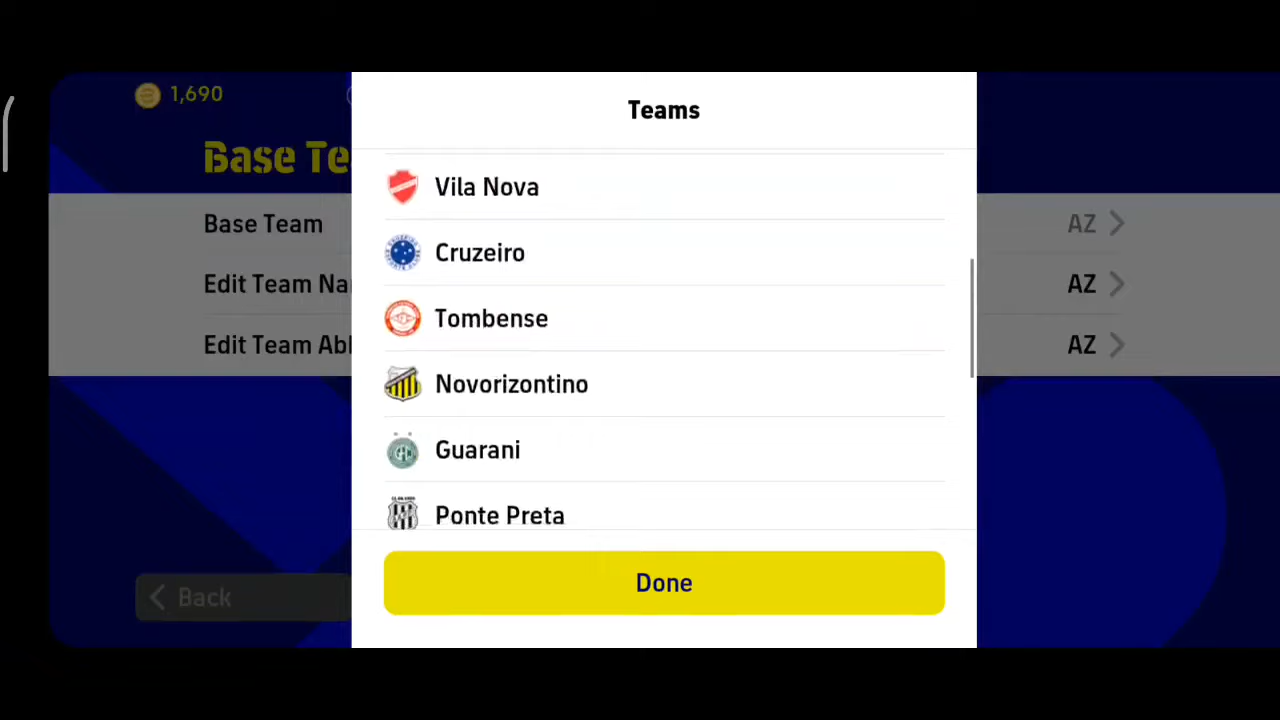 1,690
Teams
Base Te
Vila Nova
Base Team
AZ
Cruzeiro
Edit Team Na
AZ
Tombense
Edit Team Abl
AZ
Novorizontino
Guarani
Ponte Preta
Done
Back